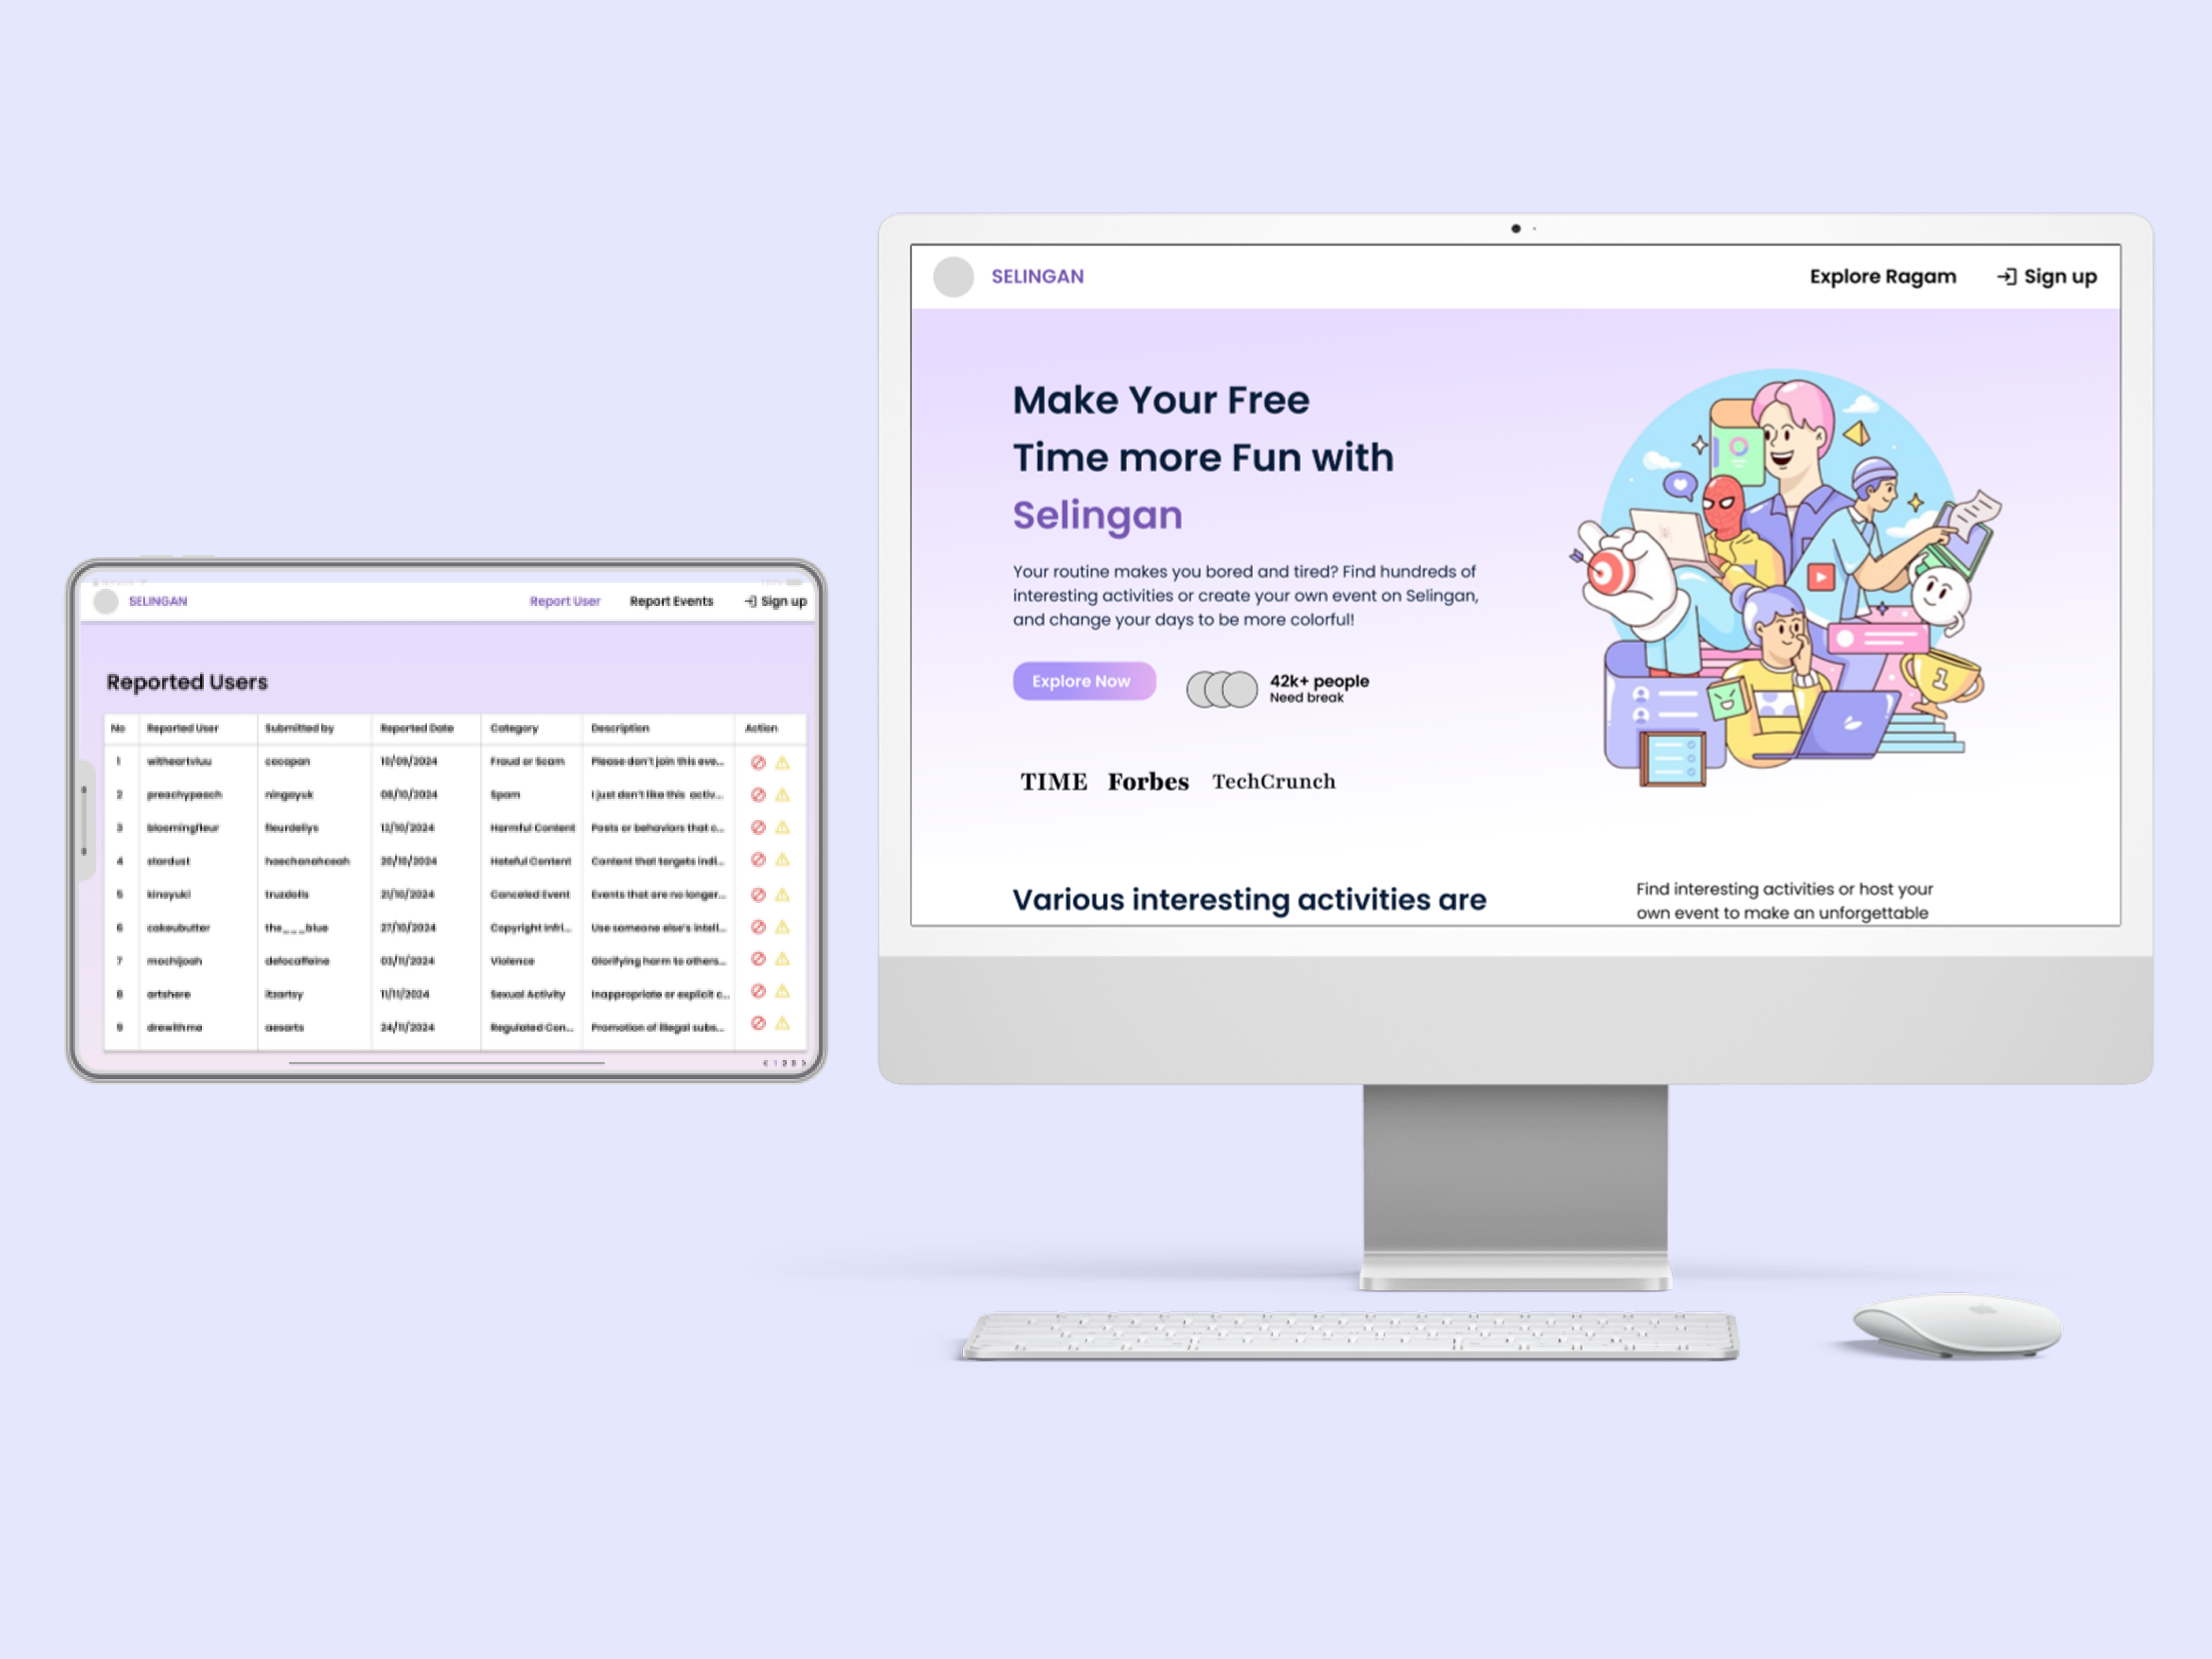 SELINGAN
Report User
Report Events
Sign up
Reported Users
No Reported User Submitted by Reported Date Category Description Action
1 witheartvluu cocopan 10/09/2024 Fraud or Scam Please don't join this eve...
2 preachypeech ningayuk 08/10/2024 Spam I just don't like this activ...
3 bloomingfleur fleurdeliys 12/10/2024 Harmful Content Posts or behaviors that c...
4 stardust haechanahceah 20/10/2024 Hateful Content Content that targets indi...
5 kinayuki truzdolls 21/10/2024 Canceled Event Events that are no longer...
6 cakeubutter the___blue 27/10/2024 Copyright Infri... Use someone else's intell...
7 mochijoah defocaffeine 03/11/2024 Violence Glorifying harm to others...
8 artshere itzartsy 11/11/2024 Sexual Activity Inappropriate or explicit c...
9 drewithme aesarts 24/11/2024 Regulated Con... Promotion of illegal subs...
< 1 2 3 >
SELINGAN
Explore Ragam
Sign up
Make Your Free
Time more Fun with
Selingan
Your routine makes you bored and tired? Find hundreds of
interesting activities or create your own event on Selingan,
and change your days to be more colorful!
Explore Now
42k+ people
Need break
TIME Forbes TechCrunch
1
Various interesting activities are
Find interesting activities or host your
own event to make an unforgettable